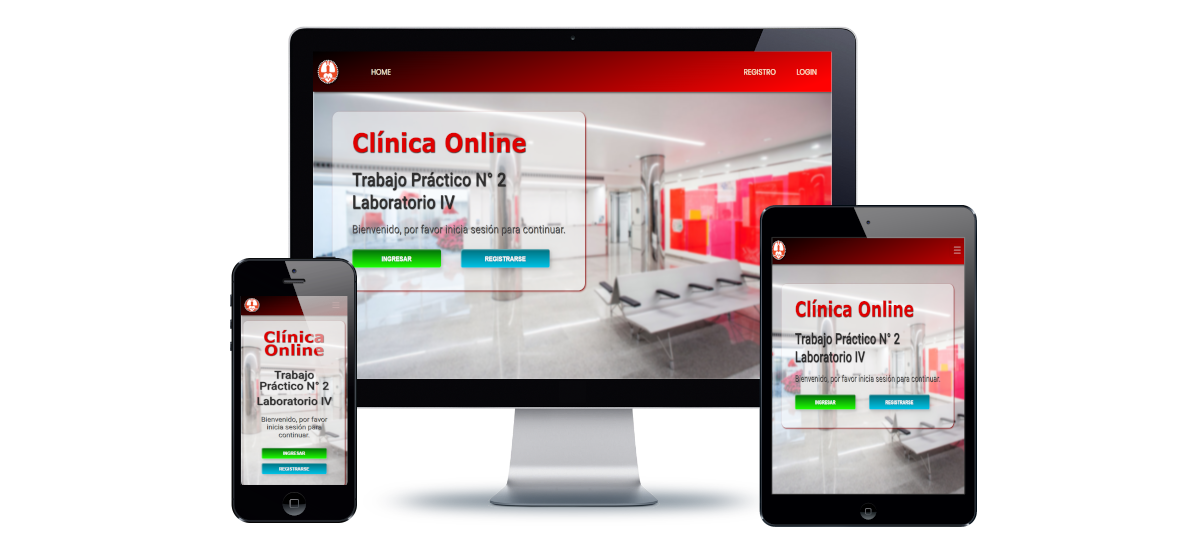 HOME REGISTRO LOGIN
Clínica Online
Trabajo Práctico N° 2
Laboratorio IV
Bienvenido, por favor inicia sesión para continuar.
INGRESAR REGISTRARSE
Clínica
Online
Trabajo
Práctico N° 2
Laboratorio IV
Bienvenido, por favor
inicia sesión para
continuar.
INGRESAR
REGISTRARSE
Clínica Online
Trabajo Práctico N° 2
Laboratorio IV
Bienvenido, por favor inicia sesión para continuar.
INGRESAR REGISTRARSE